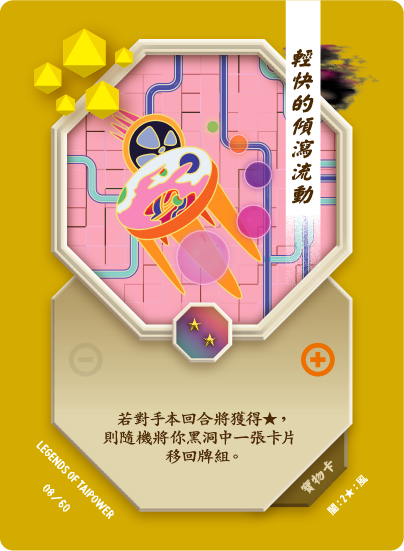 輕快的傾瀉流動
若對手本回合將獲得★，
則隨機將你黑洞中一張卡片
移回牌組。
寶物卡
LEGENDS OF TAIPOWER
08 / 60
關：2★：風